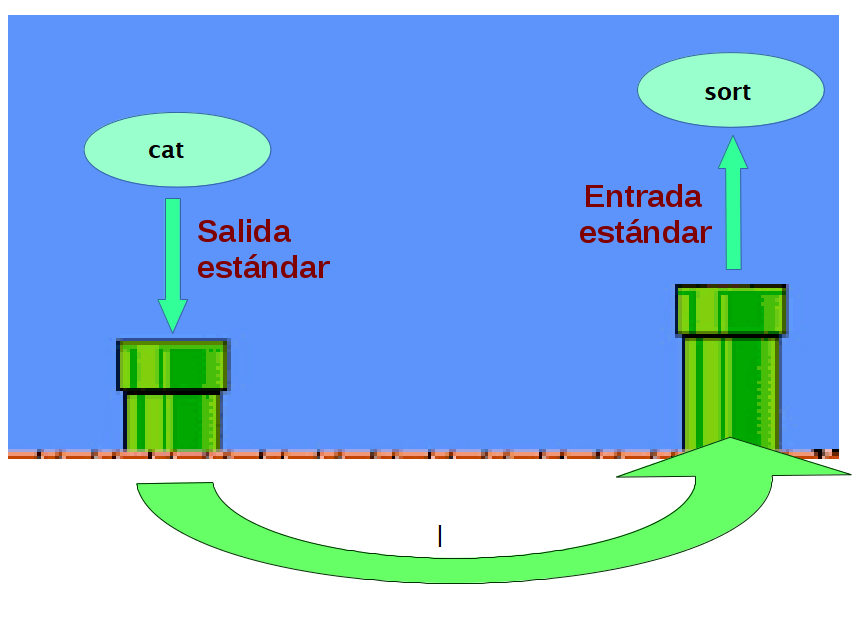 cat
Salida
estándar
sort
Entrada
estándar
|